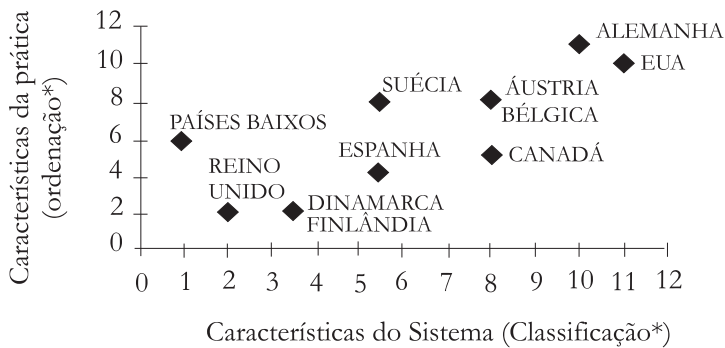 Características da prática
(ordenação*)
12
10
8
6
4
2
0
ALEMANHA
EUA
SUÉCIA
ÁUSTRIA
BÉLGICA
PAÍSES BAIXOS
ESPANHA
CANADÁ
REINO
UNIDO
DINAMARCA
FINLÂNDIA
0 1 2 3 4 5 6 7 8 9 10 11 12
Características do Sistema (Classificação*)